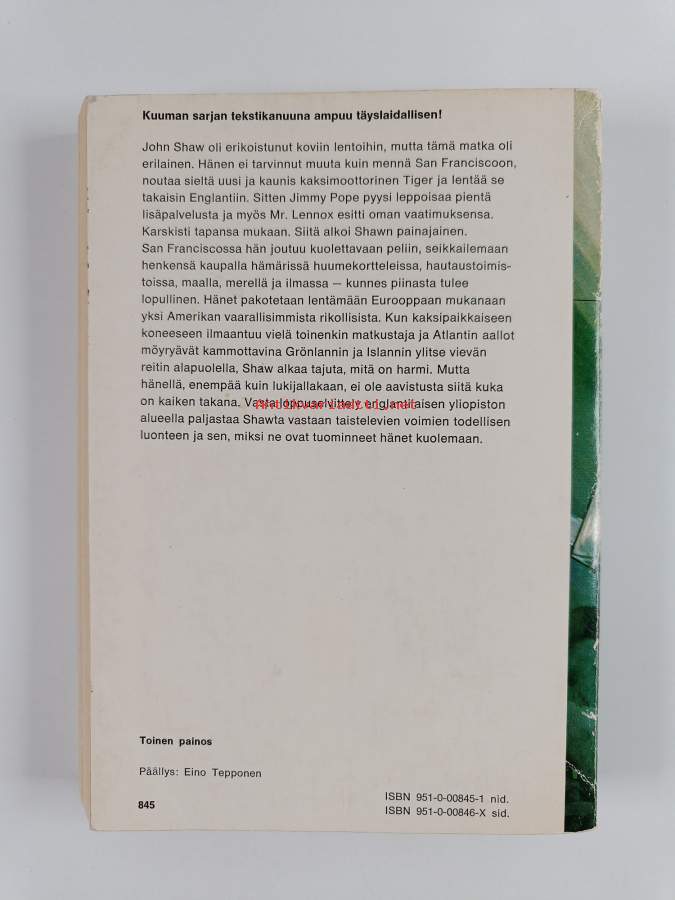 Kuuman sarjan tekstikanuuna ampuu täyslaidallisen!
John Shaw oli erikoistunut koviin lentoihin, mutta tämä matka oli
erilainen. Hänen ei tarvinnut muuta kuin mennä San Franciscoon,
noutaa sieltä uusi ja kaunis kaksimoottorinen Tiger ja lentää se
takaisin Englantiin. Sitten Jimmy Pope pyysi leppoisaa pientä
lisäpalvelusta ja myös Mr. Lennox esitti oman vaatimuksensa.
Karskisti tapansa mukaan. Siitä alkoi Shawn painajainen.
San Franciscossa hän joutuu kuolettavaan peliin, seikkailemaan
henkensä kaupalla hämärissä huumekortteleissa, hautaustoimis-
toissa, maalla, merellä ja ilmassa — kunnes piinasta tulee
lopullinen. Hänet pakotetaan lentämään Eurooppaan mukanaan
yksi Amerikan vaarallisimmista rikollisista. Kun kaksipaikkaiseen
koneeseen ilmaantuu vielä toinenkin matkustaja ja Atlantin aallot
möyryävät kammottavina Grönlannin ja Islannin ylitse vievän
reitin alapuolella, Shaw alkaa tajuta, mitä on harmi. Mutta
hänellä, enempää kuin lukijallakaan, ei ole aavistusta siitä kuka
on kaiken takana. Vasta loppuselvittely englantilaisen yliopiston
alueella paljastaa Shawta vastaan taistelevien voimien todellisen
luonteen ja sen, miksi ne ovat tuominneet hänet kuolemaan.
Toinen painos
Päällys: Eino Tepponen
845
ISBN 951-0-00845-1 nid.
ISBN 951-0-00846-X sid.